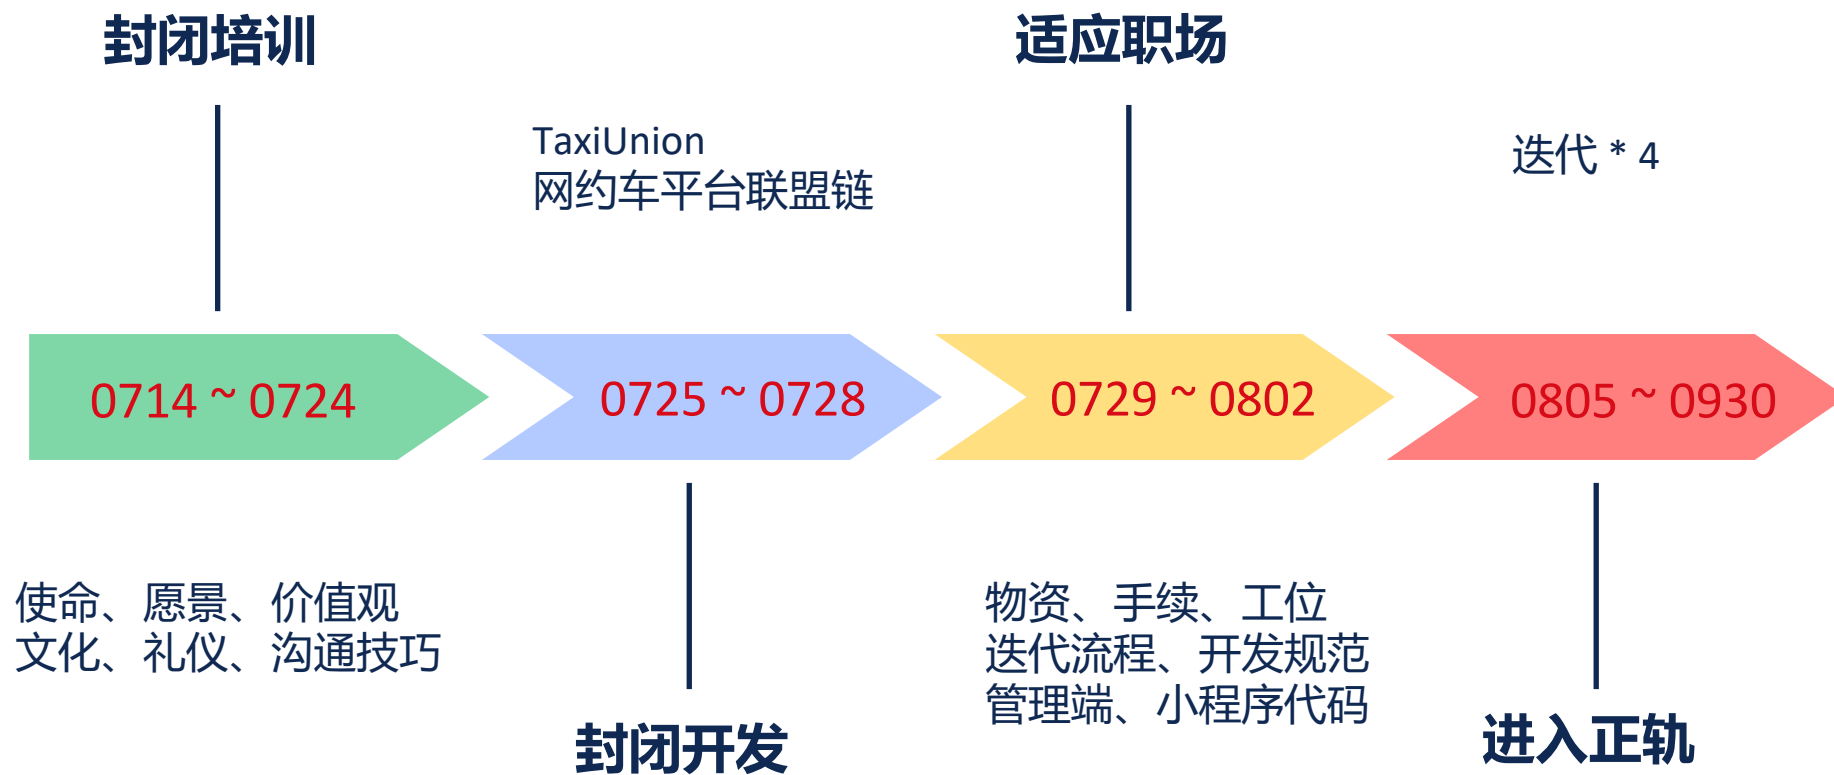 封闭培训
适应职场
TaxiUnion
网约车平台联盟链
迭代 * 4
0714 ~ 0724
0725 ~ 0728
0729 ~ 0802
0805 ~ 0930
使命、愿景、价值观
文化、礼仪、沟通技巧
物资、手续、工位
迭代流程、开发规范
管理端、小程序代码
封闭开发
进入正轨